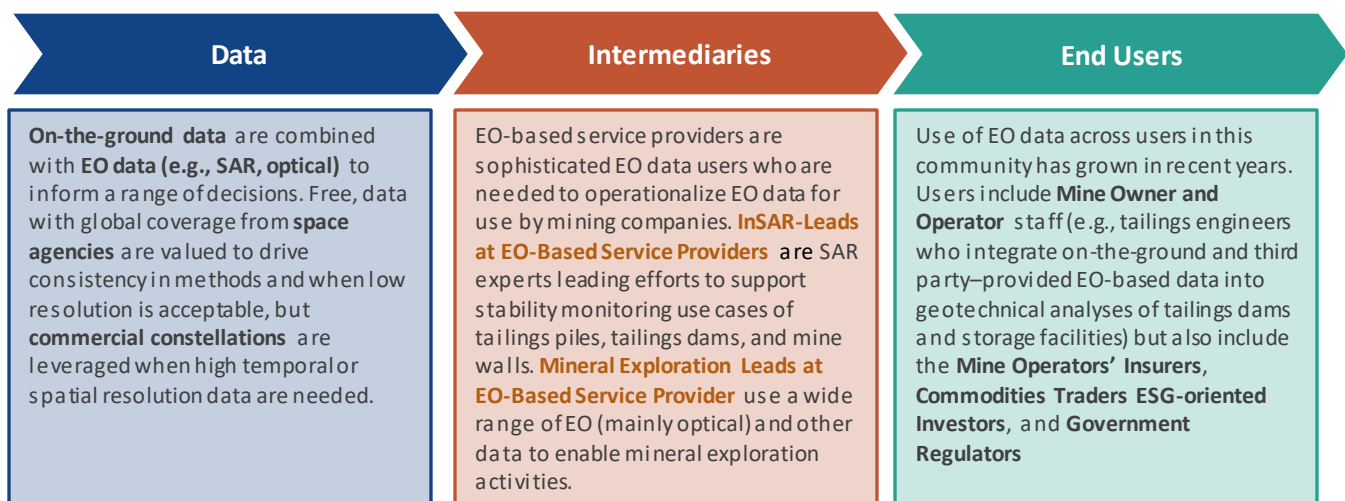 Data
Intermediaries
End Users
On-the-ground data are combined
with EO data (e.g., SAR, optical) to
inform a range of decisions. Free, data
with global coverage from space
agencies are valued to drive
consistency in methods and when low
resolution is acceptable, but
commercial constellations are
leveraged when high temporal or
spatial resolution data are needed.
EO-based service providers are
sophisticated EO data users who are
needed to operationalize EO data for
use by mining companies. InSAR-Leads
at EO-Based Service Providers are SAR
experts leading efforts to support
stability monitoring use cases of
tailings piles, tailings dams, and mine
walls. Mineral Exploration Leads at
EO-Based Service Provider use a wide
range of EO (mainly optical) and other
data to enable mineral exploration
activities.
Use of EO data across users in this
community has grown in recent years.
Users include Mine Owner and
Operator staff (e.g., tailings engineers
who integrate on-the-ground and third
party–provided EO-based data into
geotechnical analyses of tailings dams
and storage facilities) but also include
the Mine Operators’ Insurers,
Commodities Traders ESG-oriented
Investors, and Government
Regulators